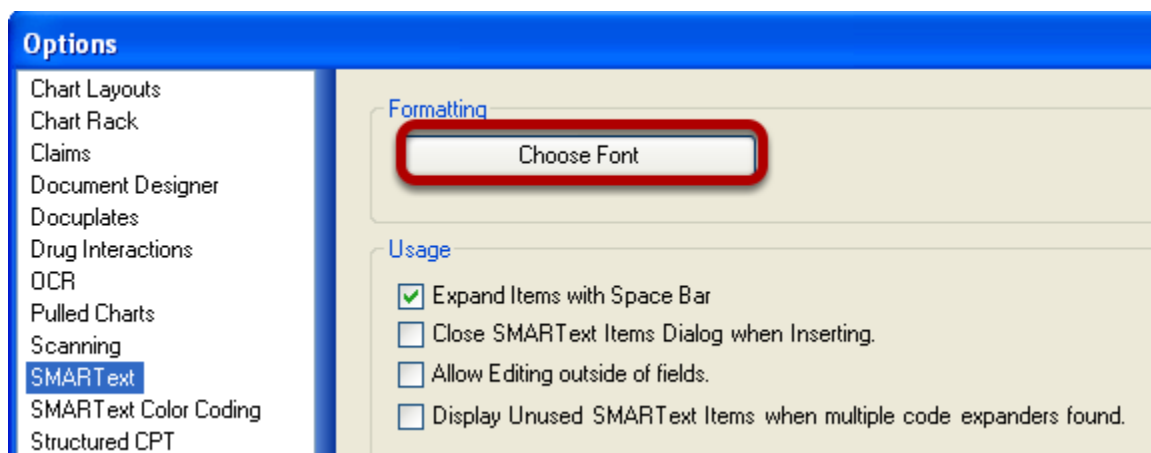 Options
Chart Layouts
Chart Rack
Claims
Document Designer
Docuplates
Drug Interactions
OCR
Pulled Charts
Scanning
SMARText
SMARText Color Coding
Structured CPT
Formatting
Choose Font
Usage
Expand Items with Space Bar
Close SMARText Items Dialog when Inserting.
Allow Editing outside of fields.
Display Unused SMARText Items when multiple code expanders found.